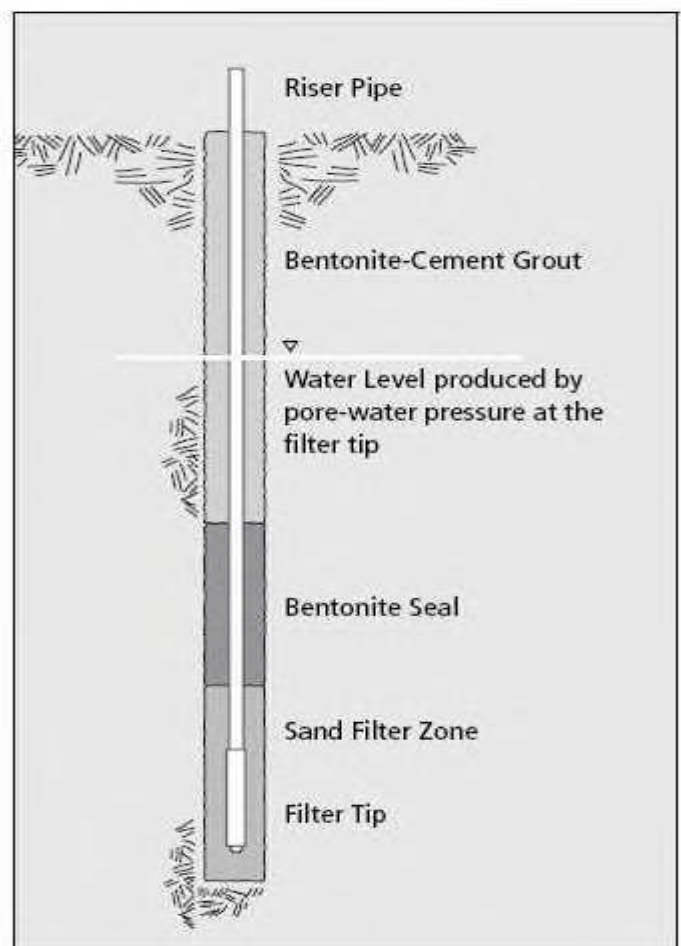 Riser Pipe
Bentonite-Cement Grout
Water Level produced by
pore-water pressure at the
filter tip
Bentonite Seal
Sand Filter Zone
Filter Tip